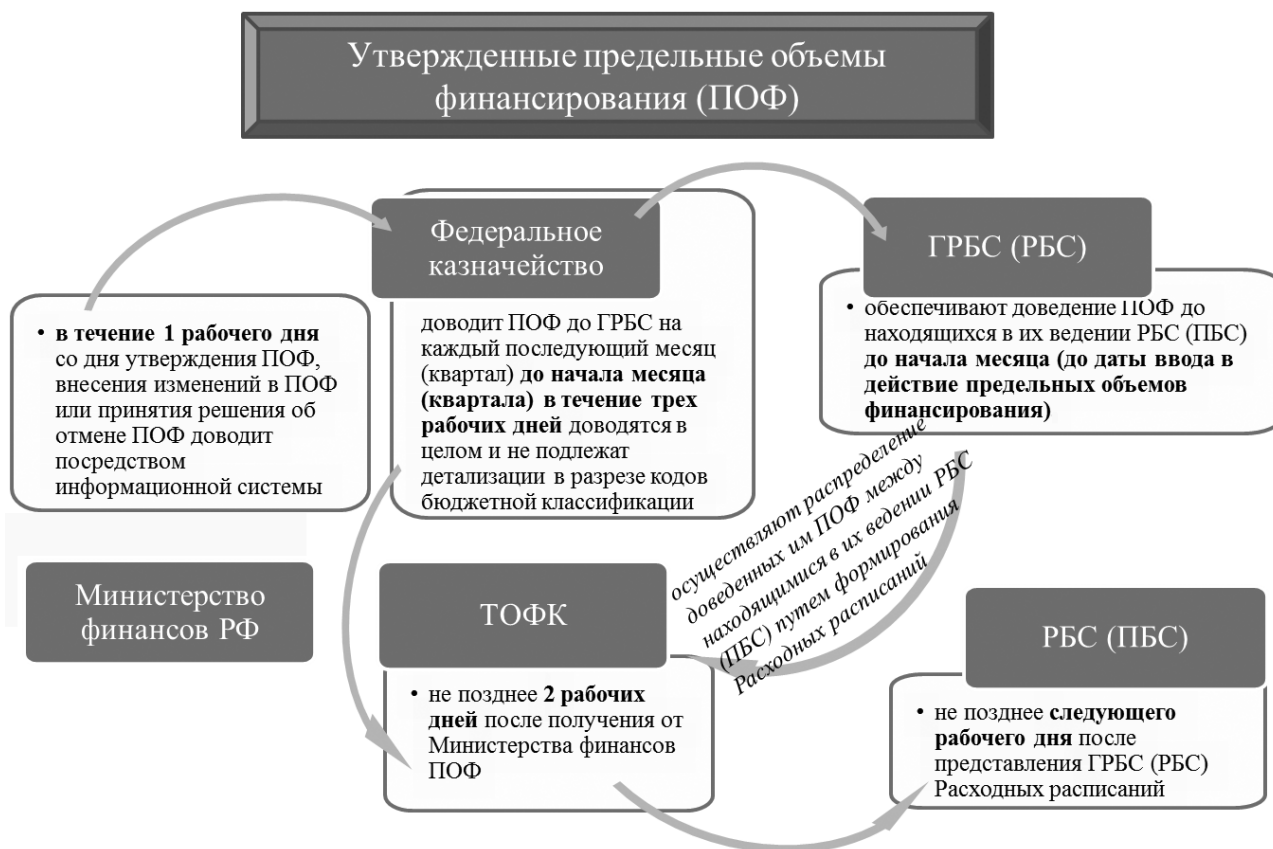 Утвержденные предельные объемы
финансирования (ПОФ)
• в течение 1 рабочего дня
со дня утверждения ПОФ,
внесения изменений в ПОФ
или принятия решения об
отмене ПОФ доводит
посредством
информационной системы
Министерство
финансов РФ
Федеральное
казначейство
доводит ПОФ до ГРБС на
каждый последующий месяц
(квартал) до начала месяца
(квартала) в течение трех
рабочих дней доводятся в
целом и не подлежат
детализации в разрезе кодов
бюджетной классификации
ГРБС (РБС)
• обеспечивают доведение ПОФ до
находящихся в их ведении РБС (ПБС)
до начала месяца (до даты ввода в
действие предельных объемов
финансирования)
осуществляют распределение
доведенных им ПОФ между
находящимися в их ведении РБС
(ПБС) путем формирования
Расходных расписаний
ТОФК
• не позднее 2 рабочих
дней после получения от
Министерства финансов
ПОФ
РБС (ПБС)
• не позднее следующего
рабочего дня после
представления ГРБС (РБС)
Расходных расписаний